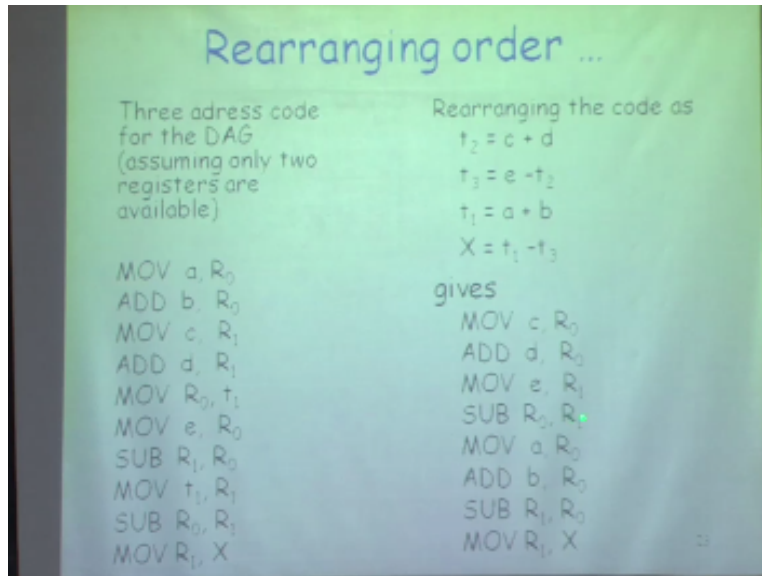 Rearranging order ...
Three adress code
for the DAG
(assuming only two
registers are
available)
MOV a, R₀
ADD b, R₀
MOV c, R₁
ADD d, R₁
MOV R₀, t₁
MOV e, R₀
SUB R₁, R₀
MOV t₁, R₁
SUB R₀, R₁
MOV R₁, X
Rearranging the code as
t₂ = c + d
t₃ = e -t₂
t₁ = a + b
X = t₁ -t₃
gives
MOV c, R₀
ADD d, R₀
MOV e, R₁
SUB R₀, R₁
MOV a, R₀
ADD b, R₀
SUB R₁, R₀
MOV R₁, X
23